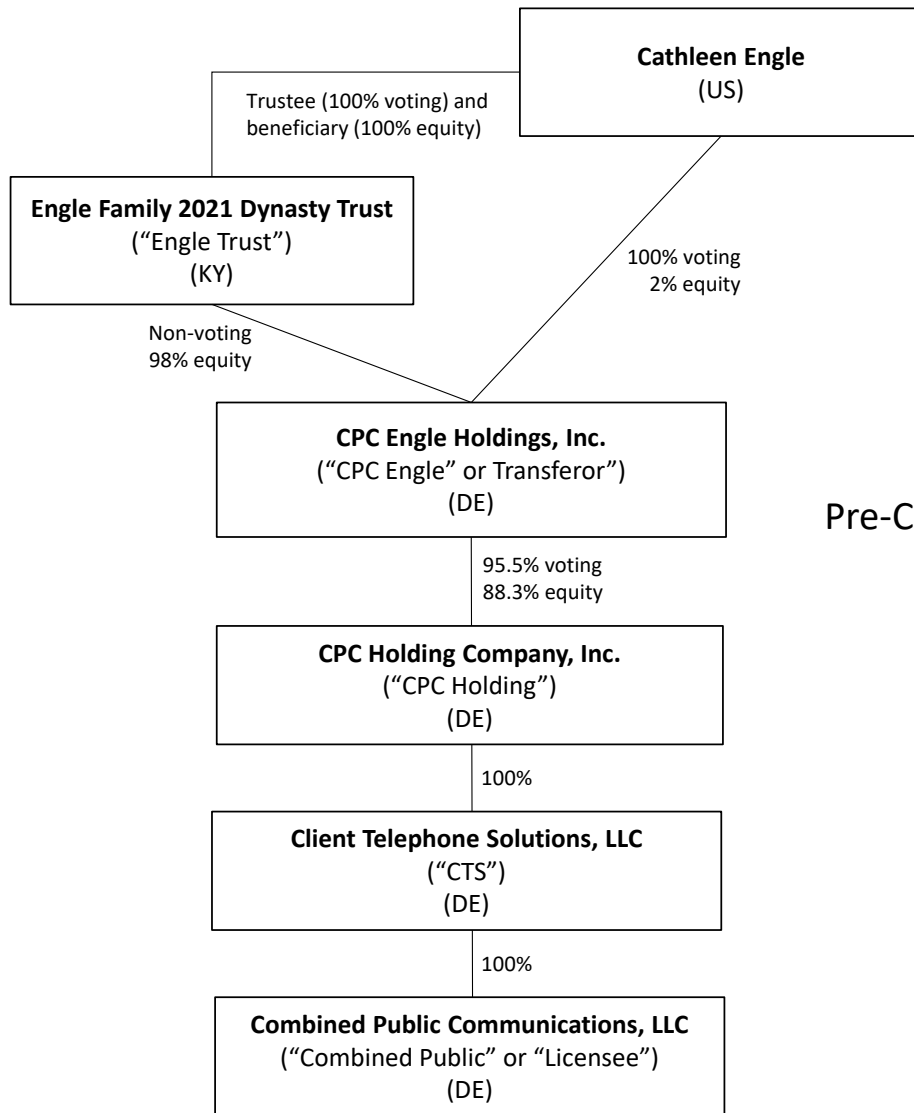 Cathleen Engle
(US)
Trustee (100% voting) and
beneficiary (100% equity)
Engle Family 2021 Dynasty Trust
(“Engle Trust”)
(KY)
100% voting
2% equity
Non-voting
98% equity
CPC Engle Holdings, Inc.
(“CPC Engle” or Transferor”)
(DE)
Pre-C
95.5% voting
88.3% equity
CPC Holding Company, Inc.
(“CPC Holding”)
(DE)
100%
Client Telephone Solutions, LLC
(“CTS”)
(DE)
100%
Combined Public Communications, LLC
(“Combined Public” or “Licensee”)
(DE)